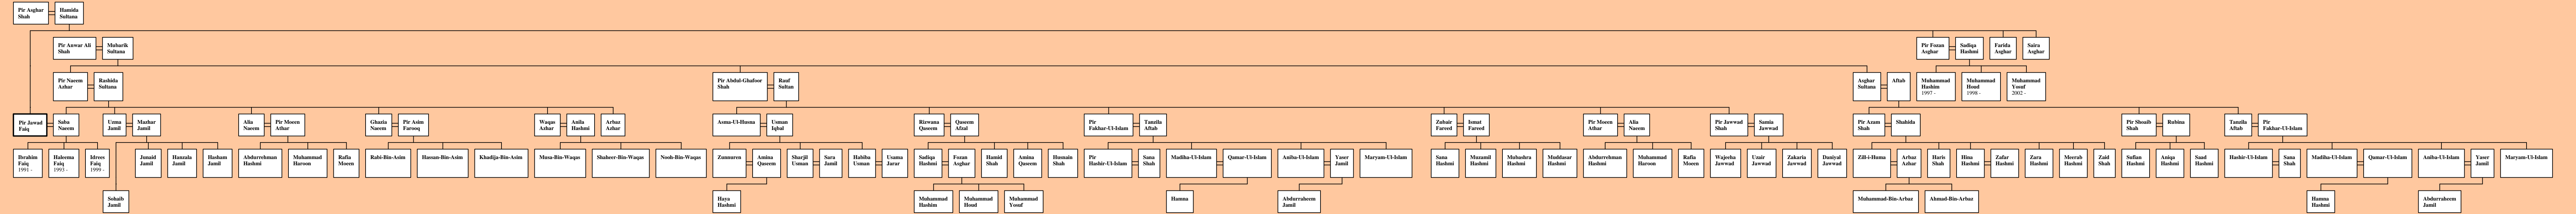 Pir Asghar
Shah
Hamida
Sultana
Pir Anwar Ali
Shah
Mubarik
Sultana
Pir Fozan
Asghar
Sadiqa
Hashmi
Farida
Asghar
Saira
Asghar
Pir Naeem
Azhar
Rashida
Sultana
Pir Abdul-Ghafoor
Shah
Rauf
Sultan
Asghar
Sultana
Aftab
Muhammad
Hashim
1997 -
Muhammad
Houd
1998 -
Muhammad
Yosuf
2002 -
Pir Jawad
Faiq
Saba
Naeem
Uzma
Jamil
Mazhar
Jamil
Alia
Naeem
Pir Moeen
Athar
Ghazia
Naeem
Pir Asim
Farooq
Waqas
Azhar
Anila
Hashmi
Arbaz
Azhar
Asma-Ul-Husna
Usman
Iqbal
Rizwana
Qaseem
Qaseem
Afzal
Pir
Fakhar-Ul-Islam
Tanzila
Aftab
Zubair
Fareed
Ismat
Fareed
Pir Moeen
Athar
Alia
Naeem
Pir Jawwad
Shah
Samia
Jawwad
Pir Azam
Shah
Shahida
Pir Shoaib
Shah
Rubina
Tanzila
Aftab
Pir
Fakhar-Ul-Islam
Ibrahim
Faiq
1991 -
Haleema
Faiq
1993 -
Idrees
Faiq
1999 -
Junaid
Jamil
Hanzala
Jamil
Hasham
Jamil
Abdurrehman
Hashmi
Muhammad
Haroon
Rafia
Moeen
Rabi-Bin-Asim
Hassan-Bin-Asim
Khadija-Bin-Asim
Musa-Bin-Waqas
Shaheer-Bin-Waqas
Nooh-Bin-Waqas
Zunnuren
Amina
Qaseem
Sharjil
Usman
Sara
Jamil
Habiba
Usman
Usama
Jarar
Sadiqa
Hashmi
Fozan
Asghar
Hamid
Shah
Amina
Qaseem
Husnain
Shah
Pir
Hashir-Ul-Islam
Sana
Shah
Madiha-Ul-Islam
Qamar-Ul-Islam
Aniba-Ul-Islam
Yaser
Jamil
Maryam-Ul-Islam
Sana
Hashmi
Muzamil
Hashmi
Mubashra
Hashmi
Muddasar
Hashmi
Abdurrehman
Hashmi
Muhammad
Haroon
Rafia
Moeen
Wajeeha
Jawwad
Uzair
Jawwad
Zakaria
Jawwad
Daniyal
Jawwad
Zill-i-Huma
Arbaz
Azhar
Haris
Shah
Hina
Hashmi
Zafar
Hashmi
Zara
Hashmi
Meerab
Hashmi
Zaid
Shah
Sufian
Hashmi
Aniqa
Hashmi
Saad
Hashmi
Hashir-Ul-Islam
Sana
Shah
Madiha-Ul-Islam
Qamar-Ul-Islam
Aniba-Ul-Islam
Yaser
Jamil
Maryam-Ul-Islam
Sohaib
Jamil
Haya
Hashmi
Muhammad
Hashim
Muhammad
Houd
Muhammad
Yosuf
Hamna
Abdurraheem
Jamil
Muhammad-Bin-Arbaz
Ahmad-Bin-Arbaz
Hamna
Hashmi
Abdurraheem
Jamil